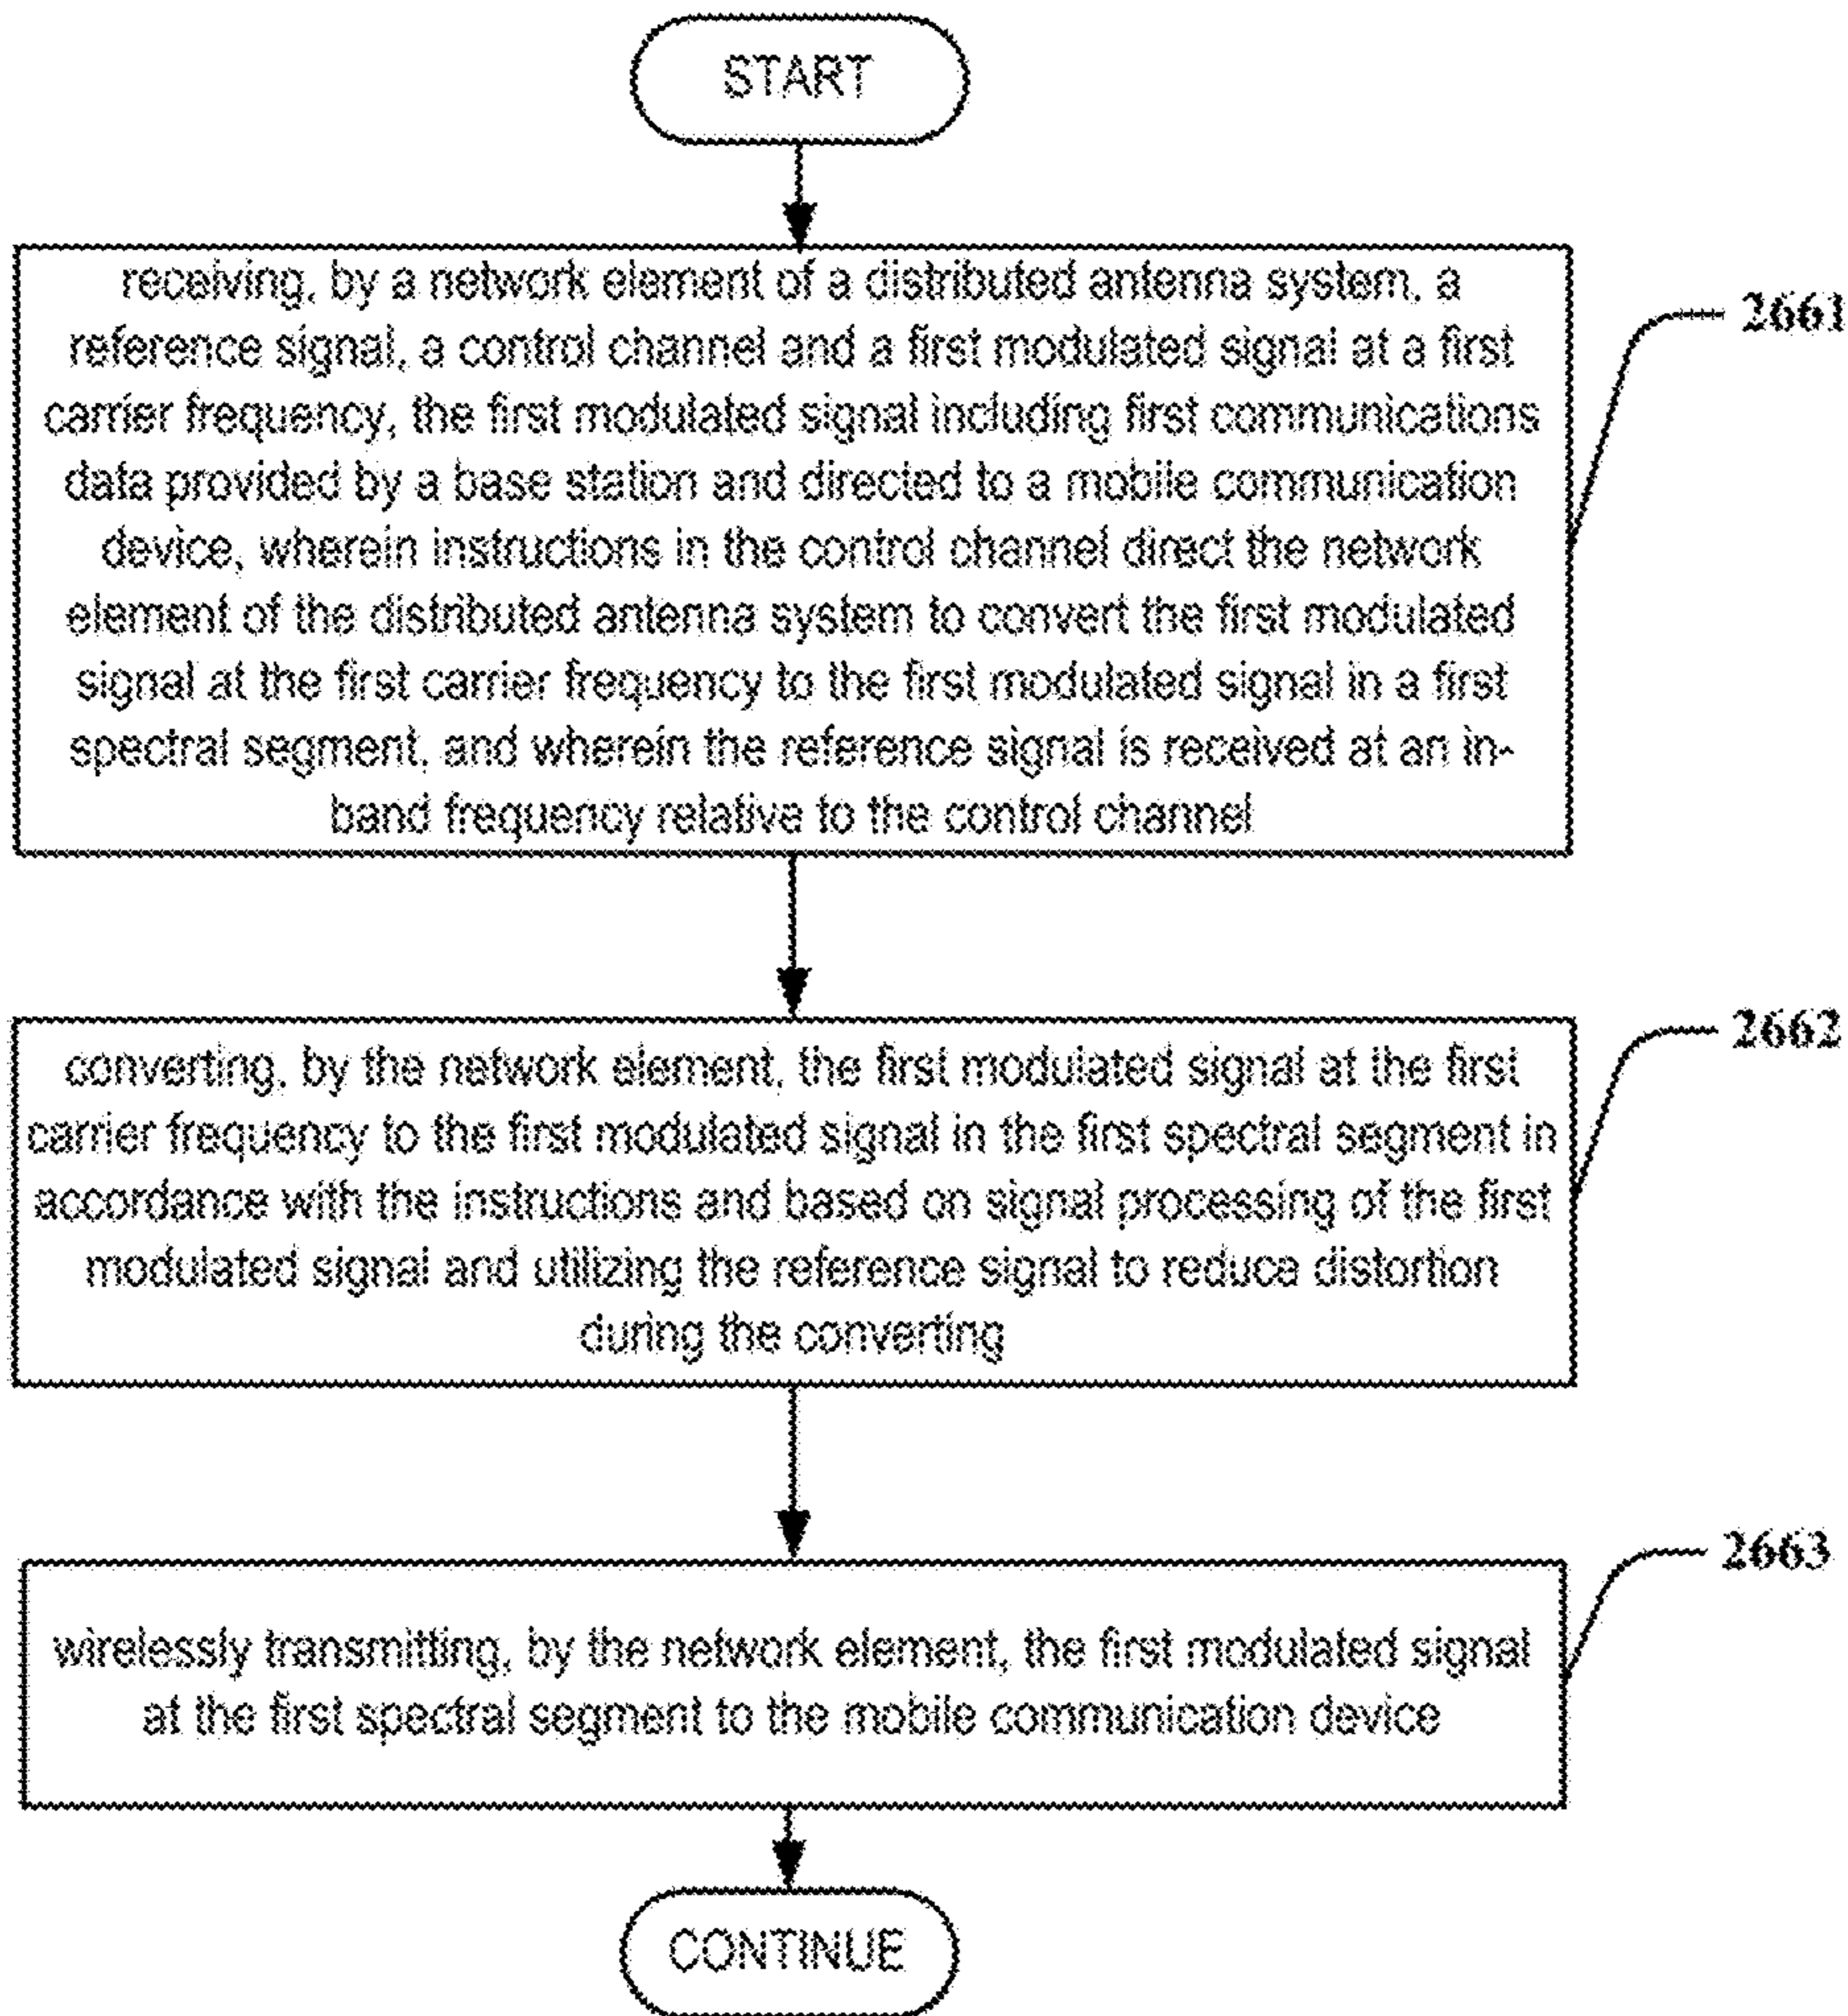 START
receiving, by a network element of a distributed antenna system, a
reference signal, a control channel and a first modulated signal at a first
carrier frequency, the first modulated signal including first communications
data provided by a base station and directed to a mobile communication
device, wherein instructions in the control channel direct the network
element of the distributed antenna system to convert the first modulated
signal at the first carrier frequency to the first modulated signal in a first
spectral segment, and wherein the reference signal is received at an in-
band frequency relative to the control channel
2661
converting, by the network element, the first modulated signal at the first
carrier frequency to the first modulated signal in the first spectral segment in
accordance with the instructions and based on signal processing of the first
modulated signal and utilizing the reference signal to reduce distortion
during the converting
2662
wirelessly transmitting, by the network element, the first modulated signal
at the first spectral segment to the mobile communication device
2663
CONTINUE